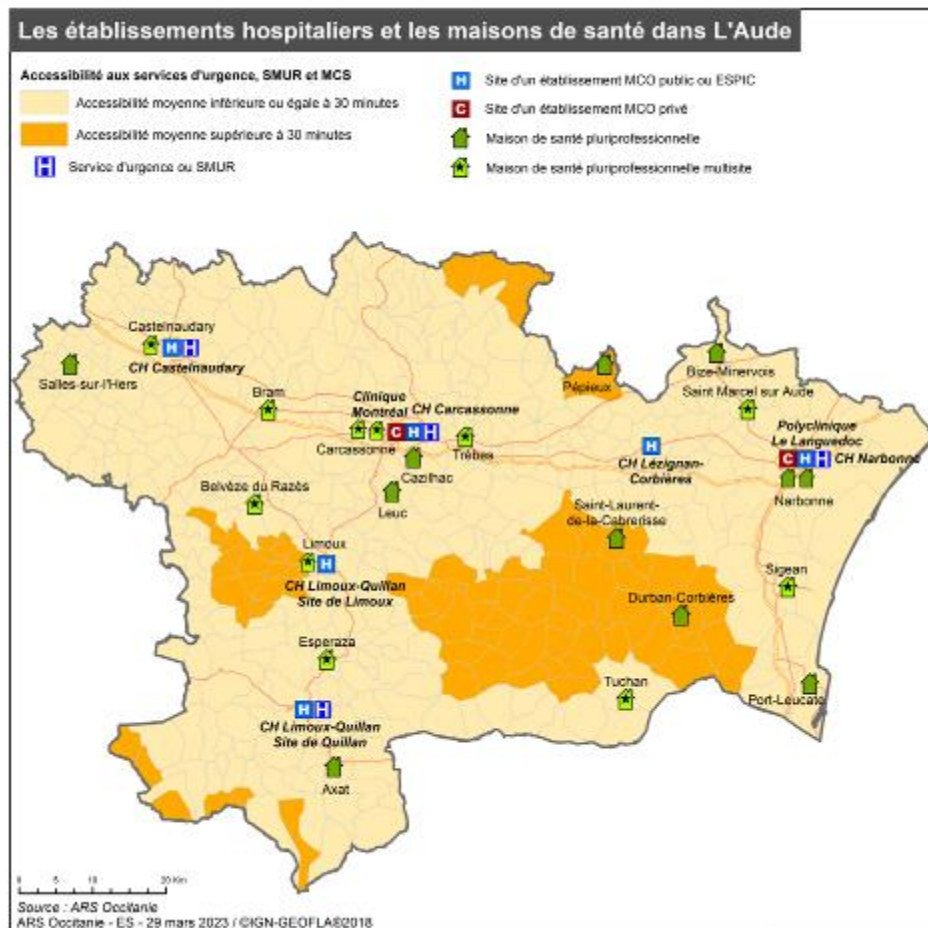 Les établissements hospitaliers et les maisons de santé dans L'Aude
Accessibilité aux services d'urgence, SMUR et MCS
Accessibilité moyenne inférieure ou égale à 30 minutes
Accessibilité moyenne supérieure à 30 minutes
H Service d'urgence ou SMUR
H Site d'un établissement MCO public ou ESPIC
C Site d'un établissement MCO privé
Maison de santé pluriprofessionnelle
Maison de santé pluriprofessionnelle multisite
Castelnaudary
H H
CH Castelnaudary
Salles-sur-l'Hers
Bram
Clinique
Montréal
CH Carcassonne
C H H
Carcassonne
Trèbes
Cazilhac
Leuc
Pépieux
Bize-Minervois
Saint Marcel sur Aude
Polyclinique
Le Languedoc
C H H
CH Narbonne
Narbonne
H
CH Lézignan-
Corbières
Belvèze du Razès
Saint-Laurent-
de-la-Cabrerisse
Limoux
H
CH Limoux-Quillan
Site de Limoux
Sigean
Durban-Corbières
Esperaza
Tuchan
Port-Leucate
H H
CH Limoux-Quillan
Site de Quillan
Axat
0 5 10 20 Km
Source : ARS Occitanie
ARS Occitanie - ES - 29 mars 2023 / ©IGN-GEOFLA®2018